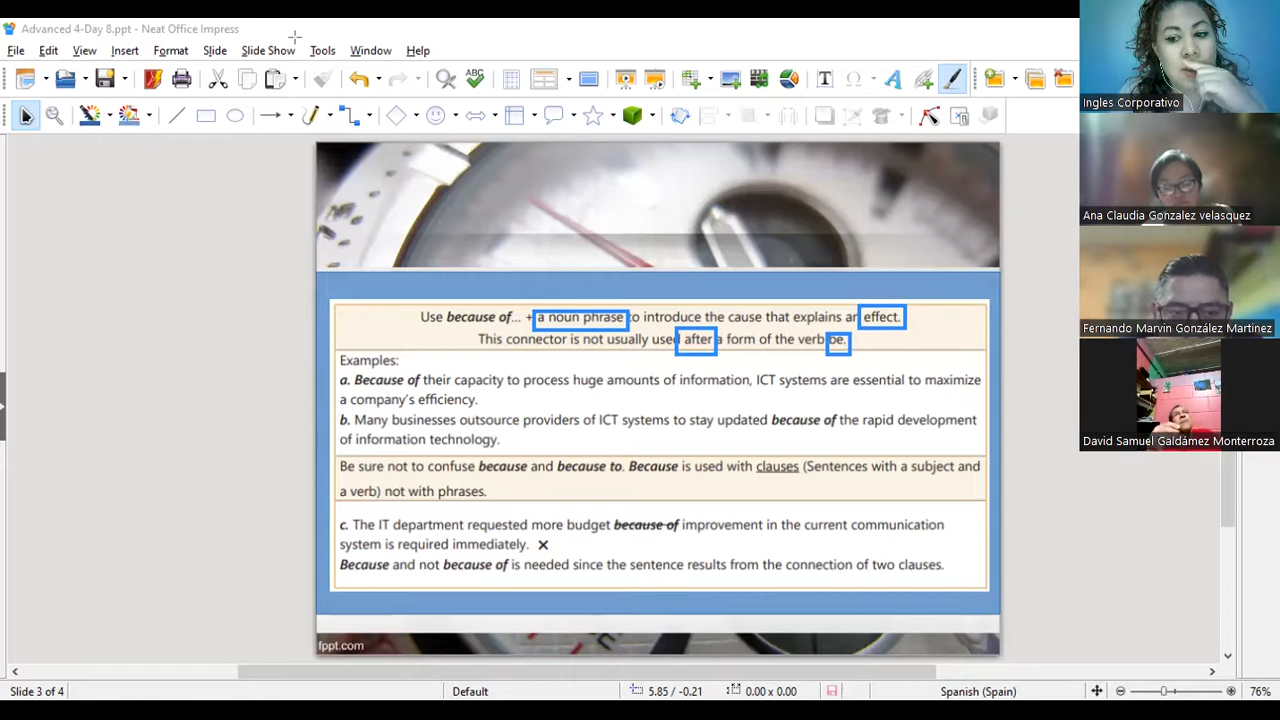 Advanced 4-Day 8.ppt - Neat Office Impress
File Edit View Insert Format Slide Slide Show Tools Window Help
Ingles Corporativo
Ana Claudia Gonzalez velasquez
Fernando Marvin González Martinez
David Samuel Galdámez Monterroza
Use because of... + a noun phrase to introduce the cause that explains an effect.
This connector is not usually used after a form of the verb be.
Examples:
a. Because of their capacity to process huge amounts of information, ICT systems are essential to maximize
a company's efficiency.
b. Many businesses outsource providers of ICT systems to stay updated because of the rapid development
of information technology.
Be sure not to confuse because and because to. Because is used with clauses (Sentences with a subject and
a verb) not with phrases.
c. The IT department requested more budget because of improvement in the current communication
system is required immediately. ✕
Because and not because of is needed since the sentence results from the connection of two clauses.
fppt.com
Slide 3 of 4 Default 5.85 / -0.21 0.00 x 0.00 Spanish (Spain) 76%